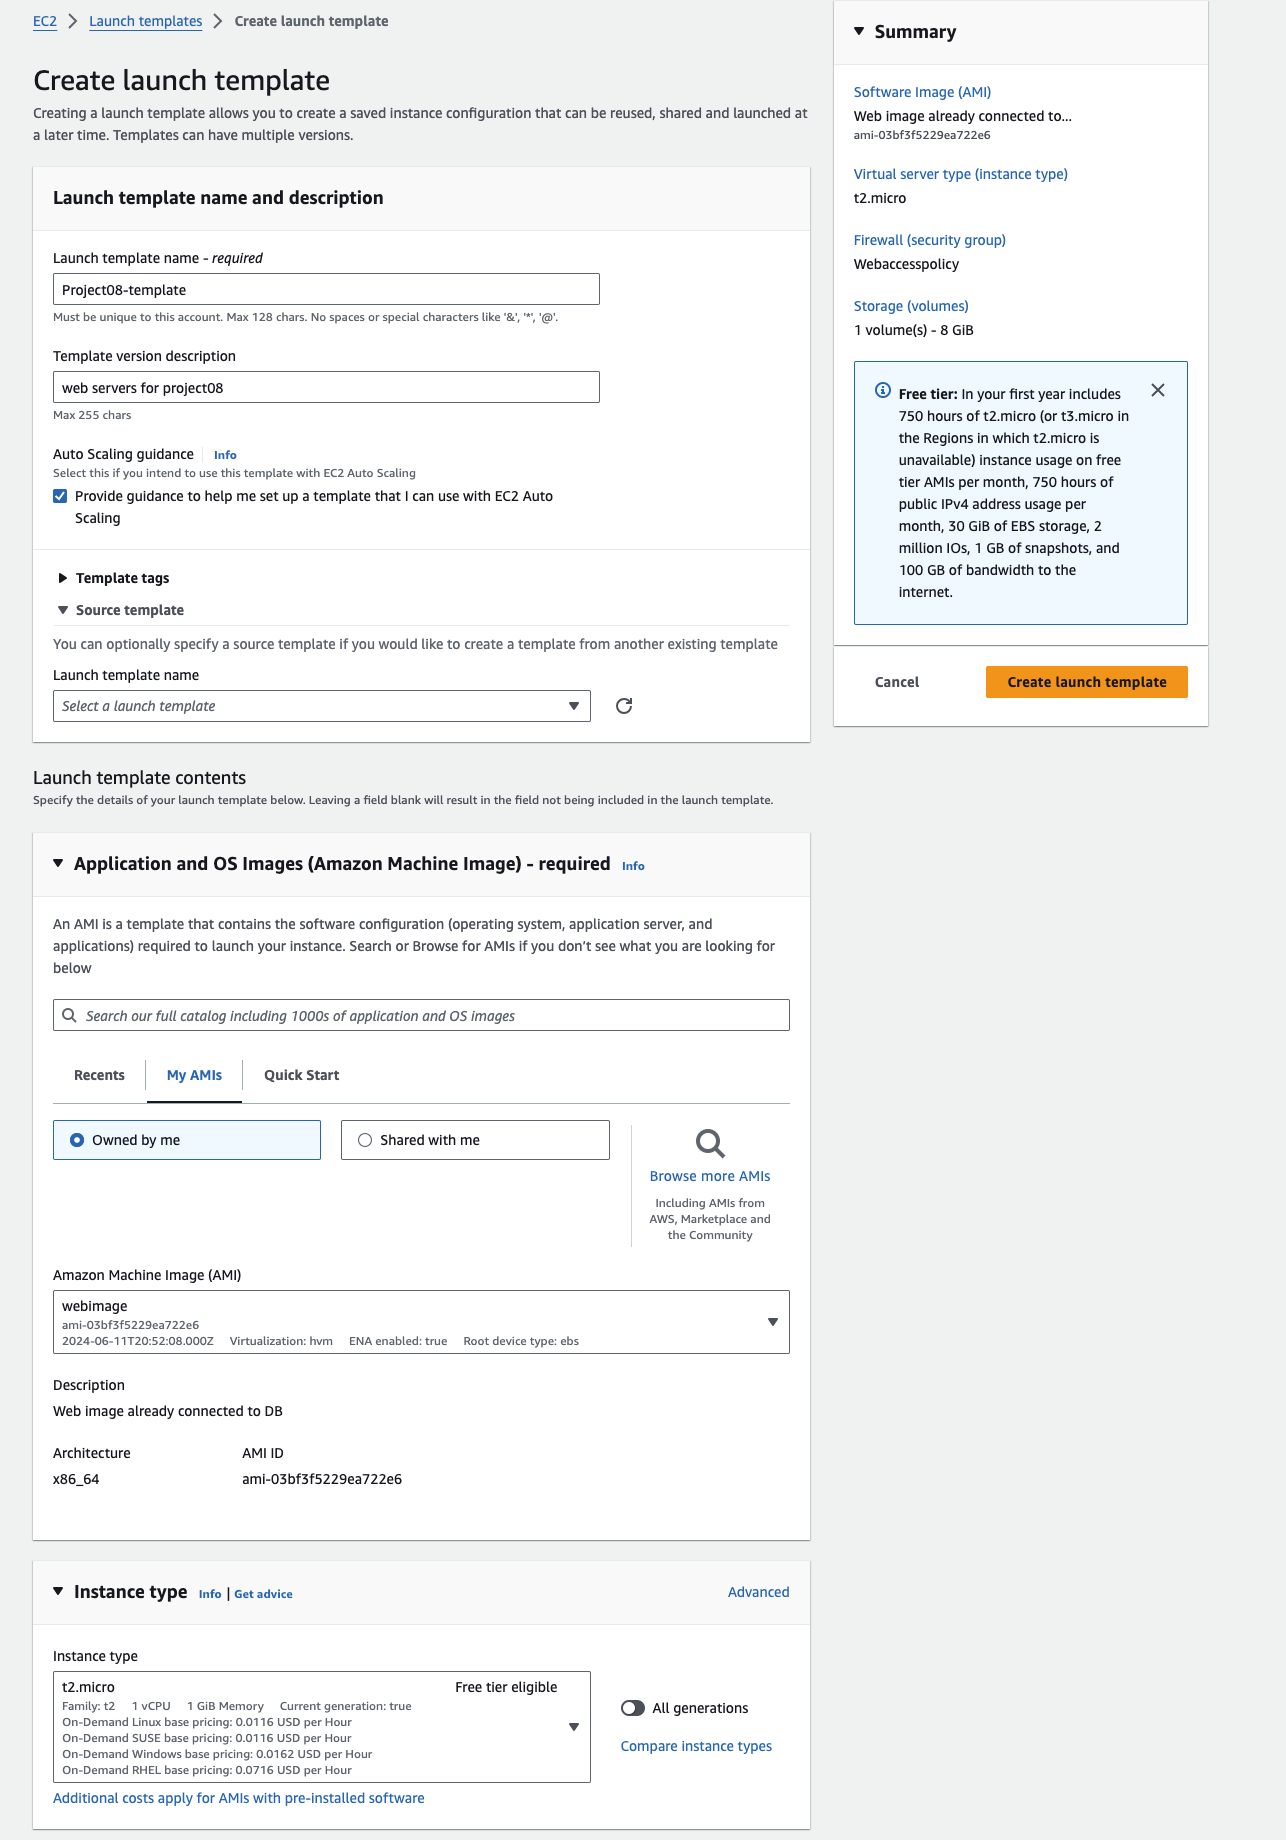 EC2 > Launch templates > Create launch template
Create launch template
Creating a launch template allows you to create a saved instance configuration that can be reused, shared and launched at
a later time. Templates can have multiple versions.
Launch template name and description
Launch template name - required
Project08-template
Must be unique to this account. Max 128 chars. No spaces or special characters like '&', '*', '@'.
Template version description
web servers for project08
Max 255 chars
Auto Scaling guidance Info
Select this if you intend to use this template with EC2 Auto Scaling
Provide guidance to help me set up a template that I can use with EC2 Auto
Scaling
Template tags
Source template
You can optionally specify a source template if you would like to create a template from another existing template
Launch template name
Select a launch template
Launch template contents
Specify the details of your launch template below. Leaving a field blank will result in the field not being included in the launch template.
Application and OS Images (Amazon Machine Image) - required Info
An AMI is a template that contains the software configuration (operating system, application server, and
applications) required to launch your instance. Search or Browse for AMIs if you don't see what you are looking for
below
Search our full catalog including 1000s of application and OS images
Recents My AMIs Quick Start
Owned by me Shared with me
Browse more AMIs
Including AMIs from
AWS, Marketplace and
the Community
Amazon Machine Image (AMI)
webimage
ami-03bf3f5229ea722e6
2024-06-11T20:52:08.000Z Virtualization: hvm ENA enabled: true Root device type: ebs
Description
Web image already connected to DB
Architecture AMI ID
x86_64 ami-03bf3f5229ea722e6
Instance type Info | Get advice Advanced
Instance type
t2.micro Free tier eligible
Family: t2 1 vCPU 1 GiB Memory Current generation: true
On-Demand Linux base pricing: 0.0116 USD per Hour
On-Demand SUSE base pricing: 0.0116 USD per Hour
On-Demand Windows base pricing: 0.0162 USD per Hour
On-Demand RHEL base pricing: 0.0716 USD per Hour
All generations
Compare instance types
Additional costs apply for AMIs with pre-installed software
Summary
Software Image (AMI)
Web image already connected to...
ami-03bf3f5229ea722e6
Virtual server type (instance type)
t2.micro
Firewall (security group)
Webaccesspolicy
Storage (volumes)
1 volume(s) - 8 GiB
Free tier: In your first year includes
750 hours of t2.micro (or t3.micro in
the Regions in which t2.micro is
unavailable) instance usage on free
tier AMIs per month, 750 hours of
public IPv4 address usage per
month, 30 GiB of EBS storage, 2
million IOs, 1 GB of snapshots, and
100 GB of bandwidth to the
internet.
Cancel Create launch template